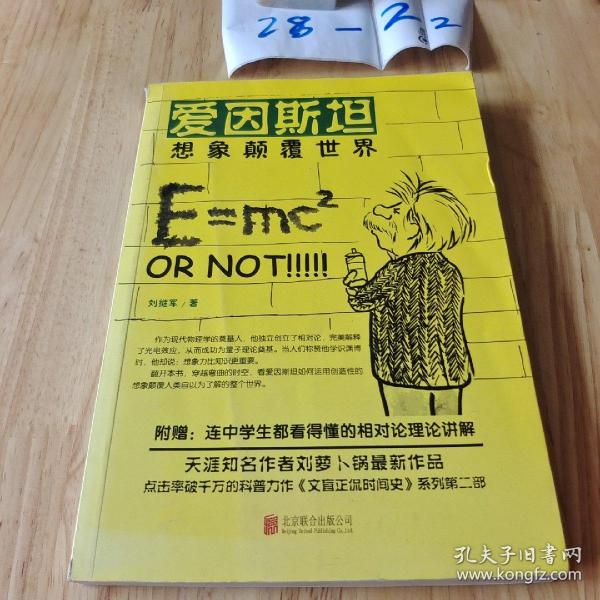 28-22
爱因斯坦
想象颠覆世界
E=mc²
OR NOT!!!!!
刘继军/著
作为现代物理学的奠基人，他独立创立了相对论，完美解释
了光电效应，从而成功为量子理论奠基。当人们称赞他学识渊博
时，他却说：想象力比知识更重要。
翻开本书，穿越弯曲的时空，看爱因斯坦如何运用创造性的
想象颠覆人类自以为了解的整个世界。
附赠：连中学生都看得懂的相对论理论讲解
天涯知名作者刘萝卜锅最新作品
点击率破千万的科普力作《文盲正侃时间史》系列第二部
北京联合出版公司
Beijing United Publishing Co.,Ltd.
孔夫子旧書网
www.kongfz.com